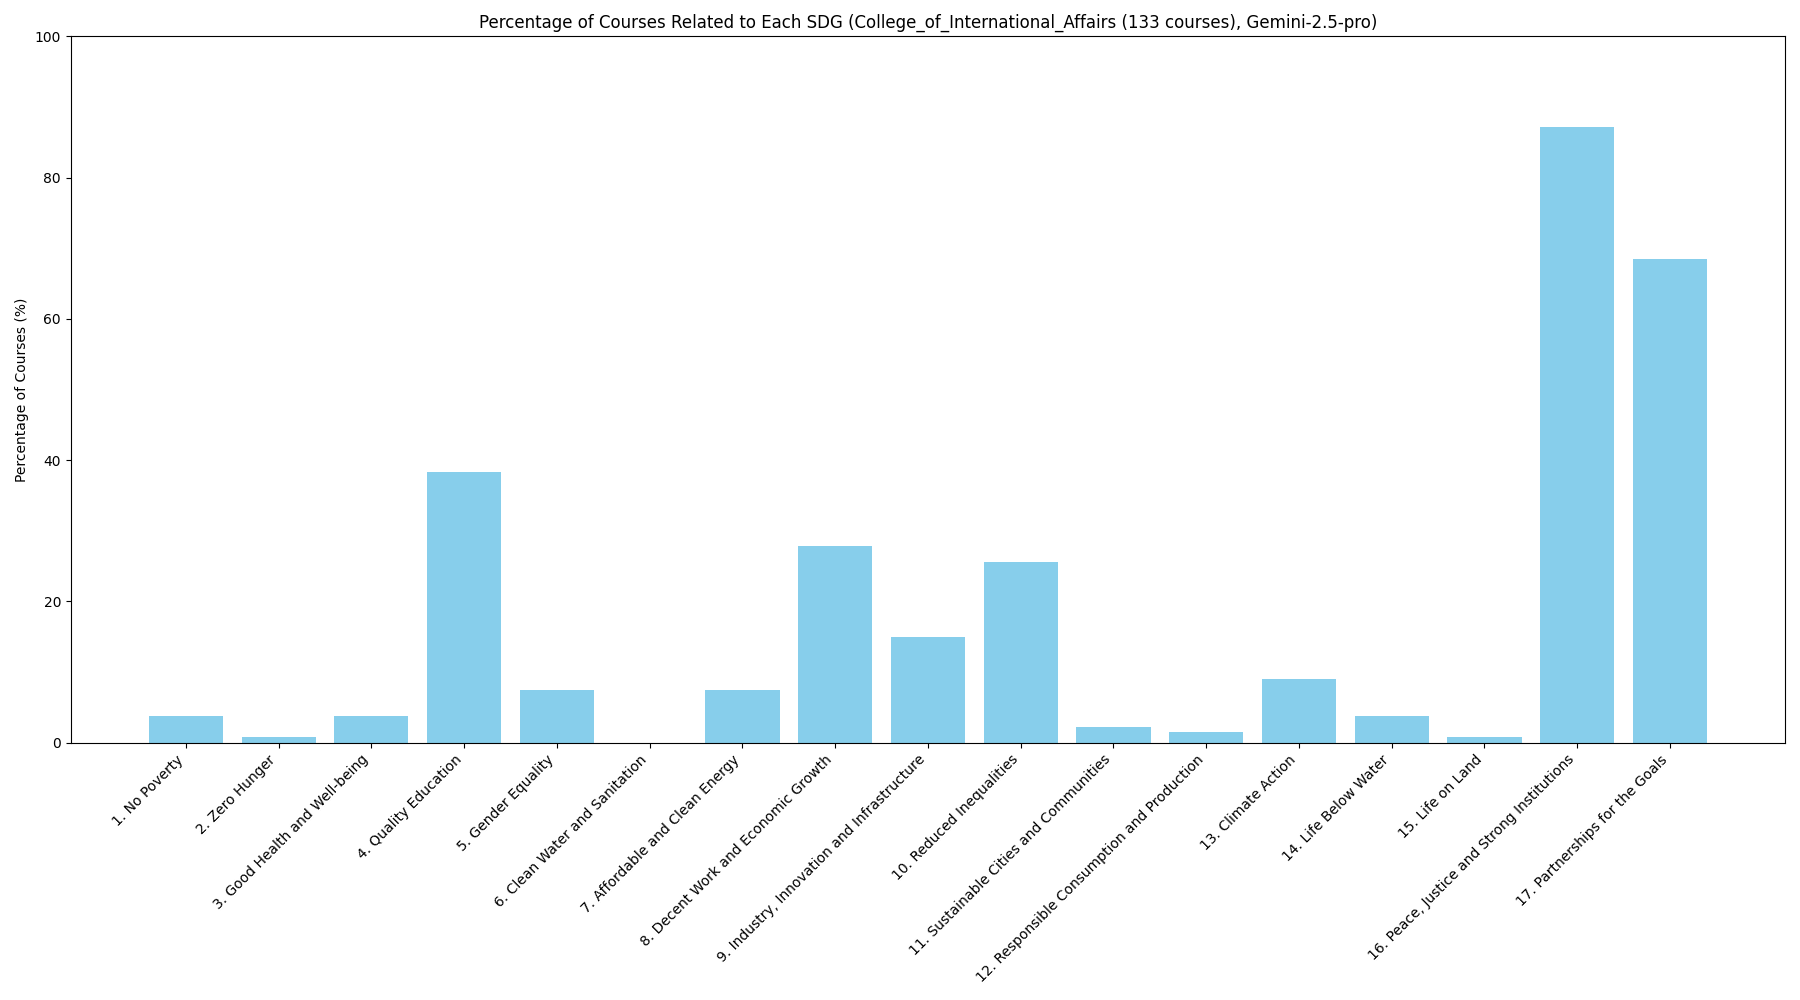 Percentage of Courses Related to Each SDG (College_of_International_Affairs (133 courses), Gemini-2.5-pro)
Percentage of Courses (%)
100
80
60
40
20
0
1. No Poverty
2. Zero Hunger
3. Good Health and Well-being
4. Quality Education
5. Gender Equality
6. Clean Water and Sanitation
7. Affordable and Clean Energy
8. Decent Work and Economic Growth
9. Industry, Innovation and Infrastructure
10. Reduced Inequalities
11. Sustainable Cities and Communities
12. Responsible Consumption and Production
13. Climate Action
14. Life Below Water
15. Life on Land
16. Peace, Justice and Strong Institutions
17. Partnerships for the Goals